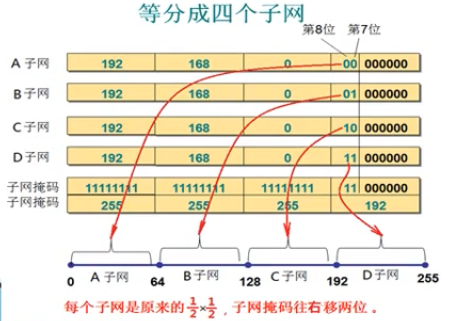 等分成四个子网
第8位 第7位
A 子网 192 168 0 00 000000
B 子网 192 168 0 01 000000
C子网 192 168 0 10 000000
D子网 192 168 0 11 000000
子网掩码 11111111 11111111 11111111 11 000000
子网掩码 255 255 255 192
A 子网 B 子网 C子网 D子网
0 64 128 192 255
每个子网是原来的½×½，子网掩码往右移两位。